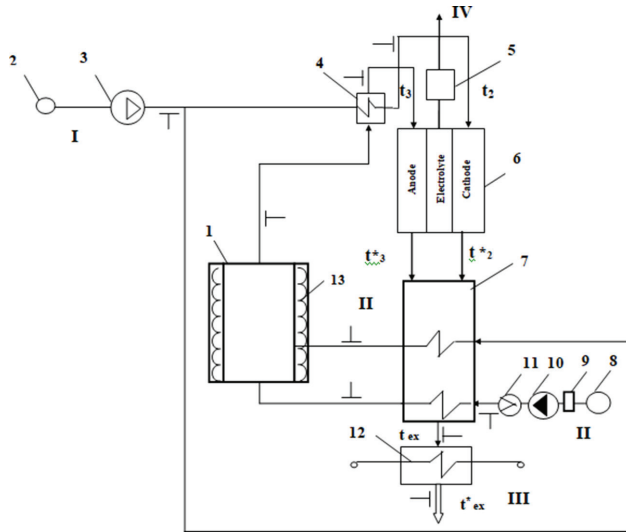 IV
2
3
4
5
t₃
t₂
I
Anode
Electrolyte
Cathode
6
1
t*₃
t*₂
7
13
II
11
10
9
8
12
t ex
II
t*ex
III